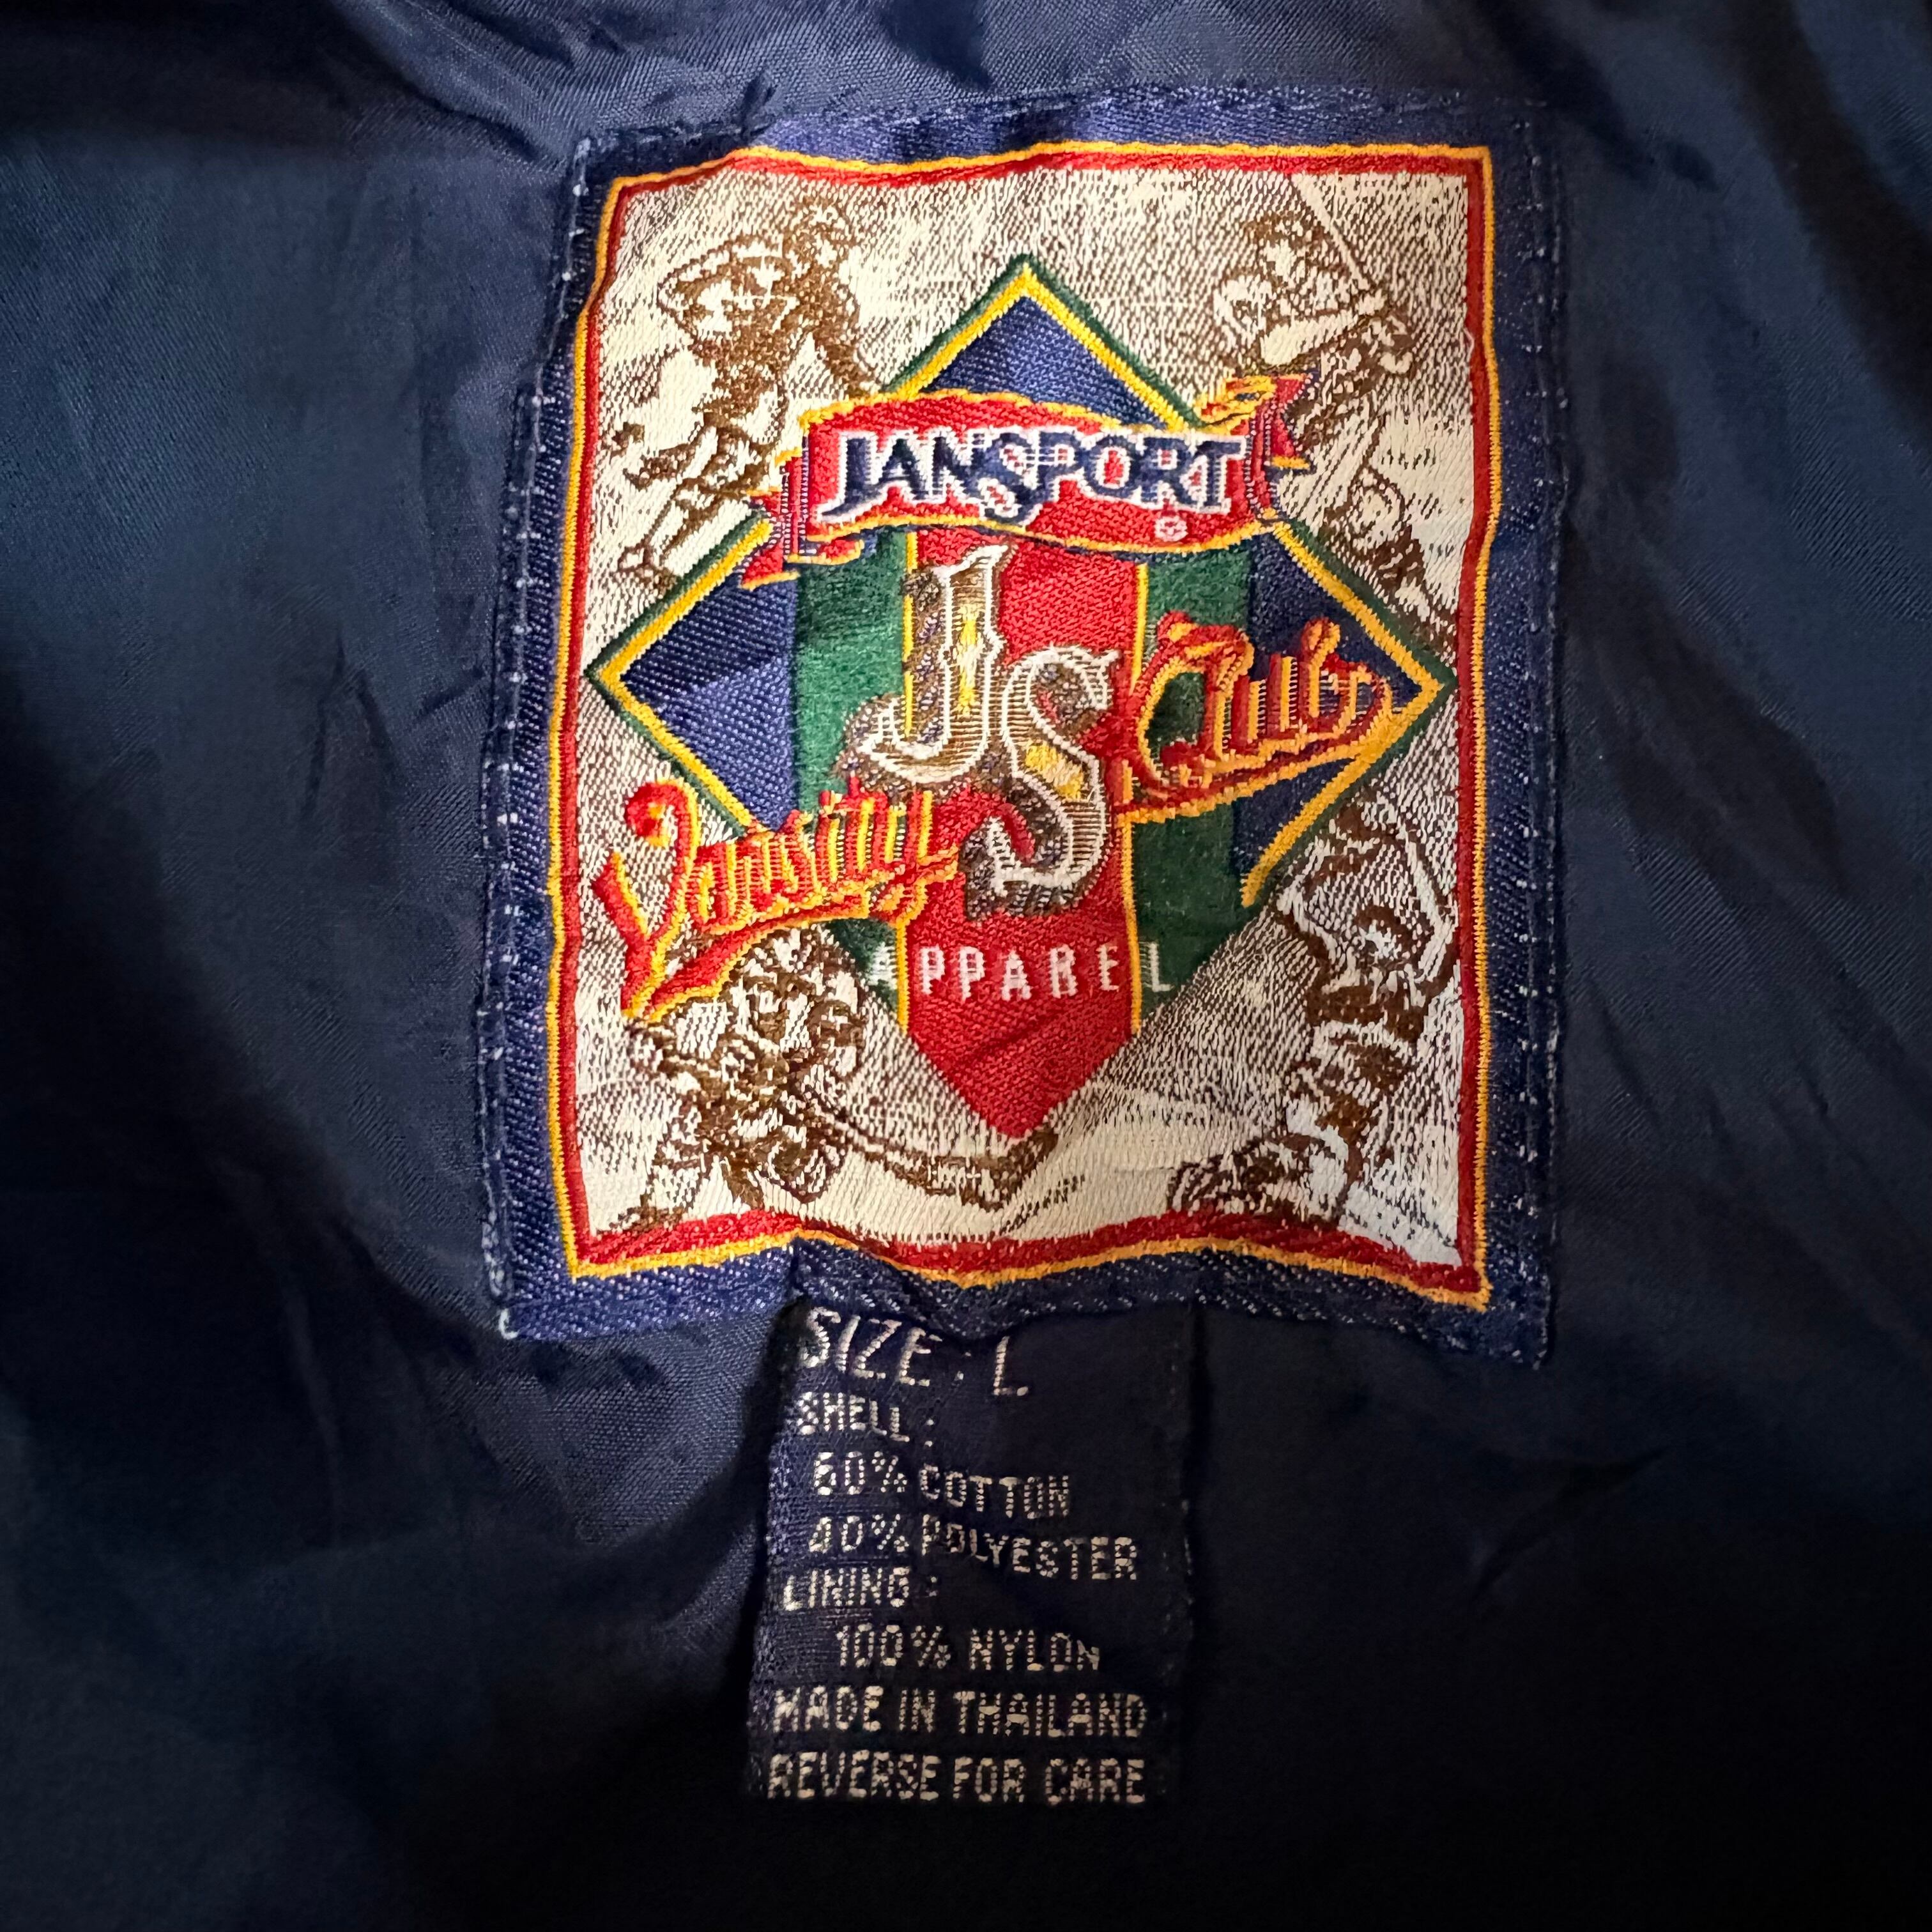 JANSPORT
®
JS
Varsity Club
APPAREL
SIZE : L
SHELL :
60% COTTON
40% POLYESTER
LINING :
100% NYLON
MADE IN THAILAND
REVERSE FOR CARE